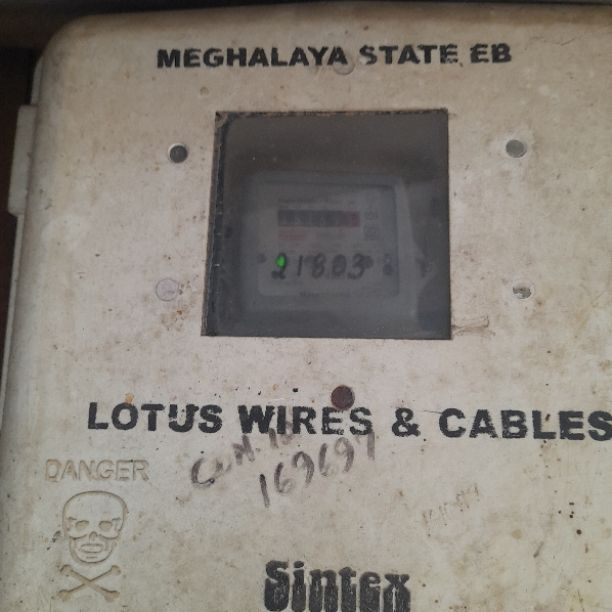 MEGHALAYA STATE EB
21803
LOTUS WIRES & CABLES
DANGER
169697
Sintex